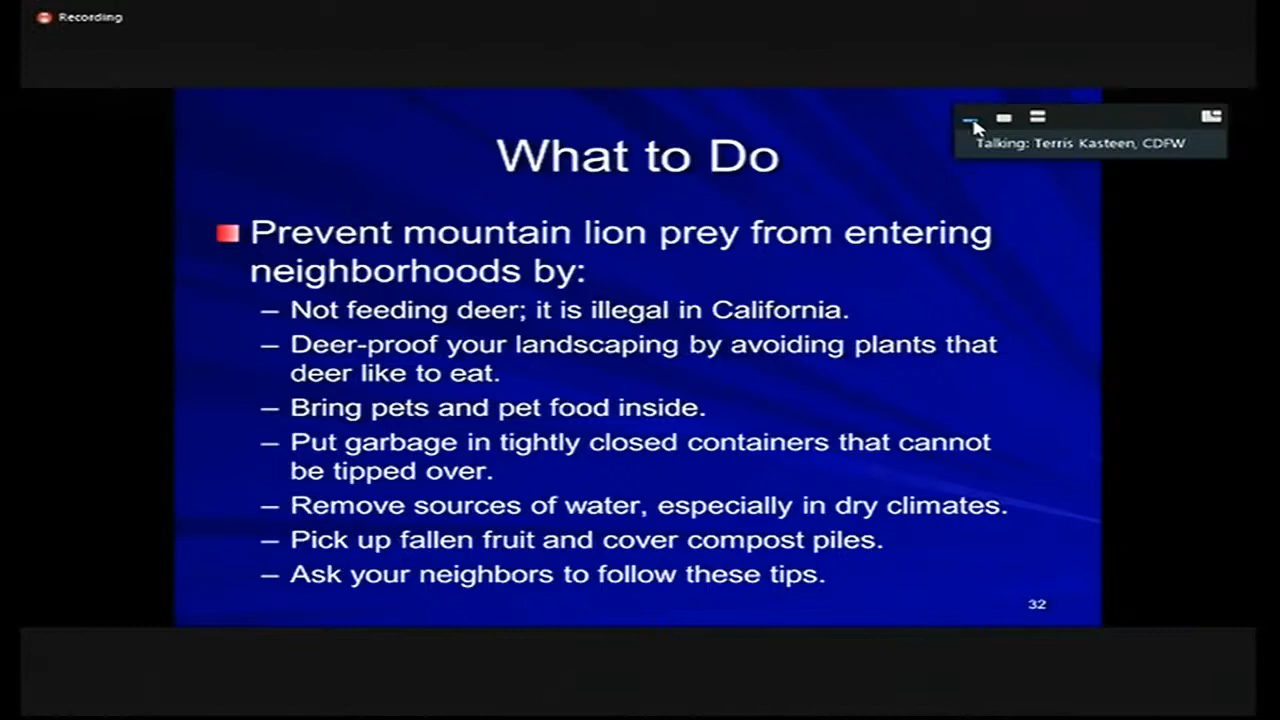 Recording
Talking: Terris Kasteen, CDFW
What to Do
Prevent mountain lion prey from entering
neighborhoods by:
– Not feeding deer; it is illegal in California.
– Deer-proof your landscaping by avoiding plants that
deer like to eat.
– Bring pets and pet food inside.
– Put garbage in tightly closed containers that cannot
be tipped over.
– Remove sources of water, especially in dry climates.
– Pick up fallen fruit and cover compost piles.
– Ask your neighbors to follow these tips.
32